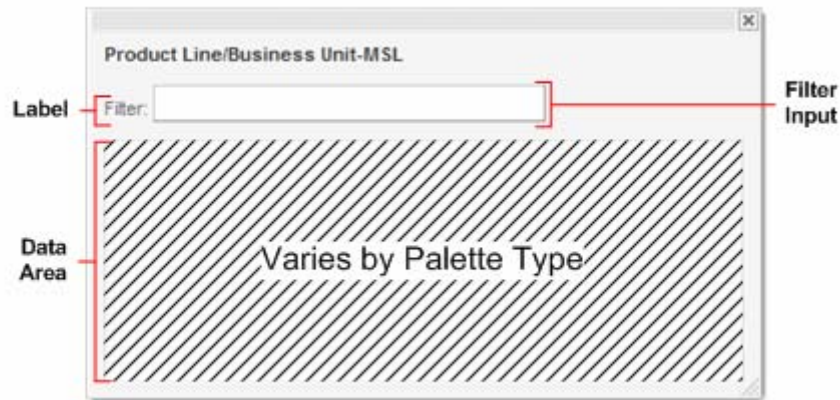 Product Line/Business Unit-MSL
Label
Filter:
Filter
Input
Data
Area
Varies by Palette Type